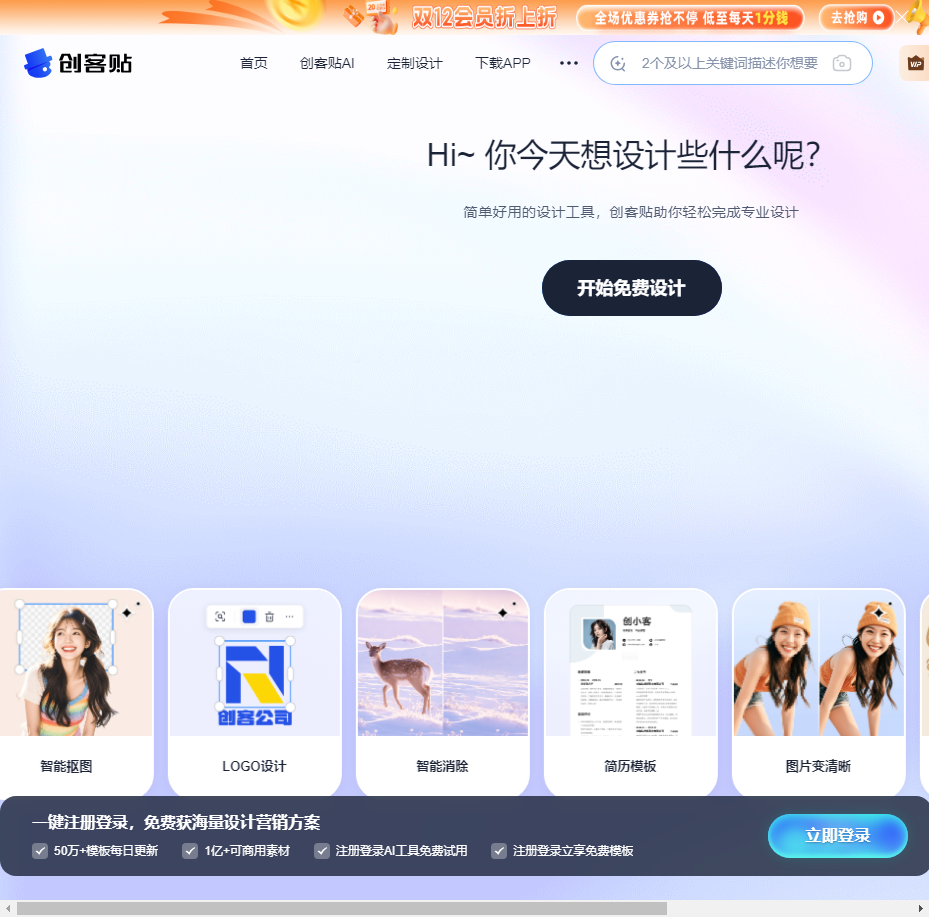 双12会员折上折
全场优惠券抢不停 低至每天1分钱
去抢购
创客贴
首页
创客贴AI
定制设计
下载APP
2个及以上关键词描述你想要
VIP
Hi~ 你今天想设计些什么呢?
简单好用的设计工具，创客贴助你轻松完成专业设计
开始免费设计
创客公司
创小客
智能抠图
LOGO设计
智能消除
简历模板
图片变清晰
一键注册登录，免费获海量设计营销方案
50万+模板每日更新
1亿+可商用素材
注册登录AI工具免费试用
注册登录立享免费模板
立即登录